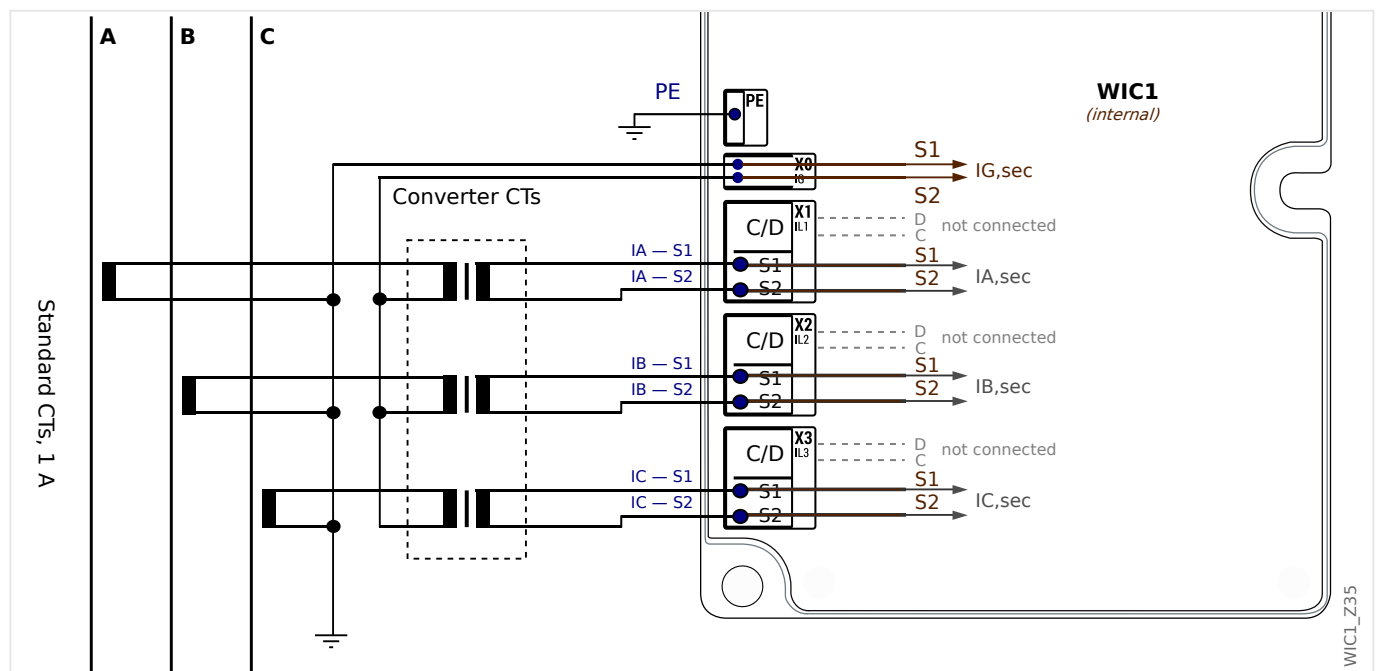 A B C
PE
PE
WIC1
(internal)
X0
IG
S1
IG,sec
S2
Converter CTs
X1
IL1
C/D
D
C
not connected
IA — S1
S1
S1
IA — S2
S2
S2
IA,sec
X2
IL2
C/D
D
C
not connected
IB — S1
S1
S1
IB — S2
S2
S2
IB,sec
X3
IL3
C/D
D
C
not connected
IC — S1
S1
S1
IC — S2
S2
S2
IC,sec
Standard CTs, 1 A
WIC1_Z35